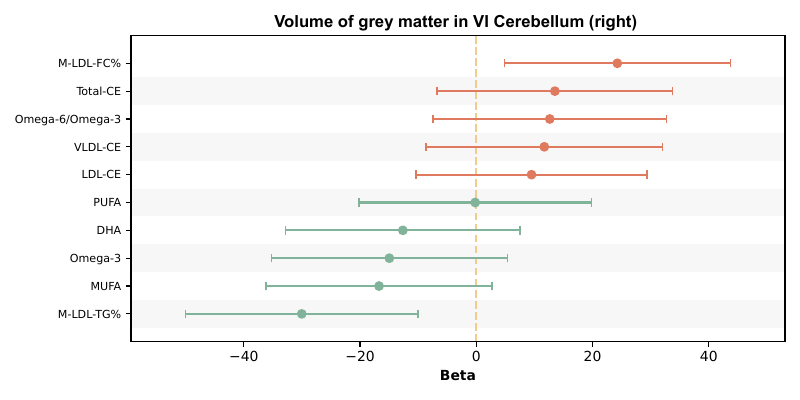 Volume of grey matter in VI Cerebellum (right)
M-LDL-FC%
Total-CE
Omega-6/Omega-3
VLDL-CE
LDL-CE
PUFA
DHA
Omega-3
MUFA
M-LDL-TG%
−40 −20 0 20 40
Beta